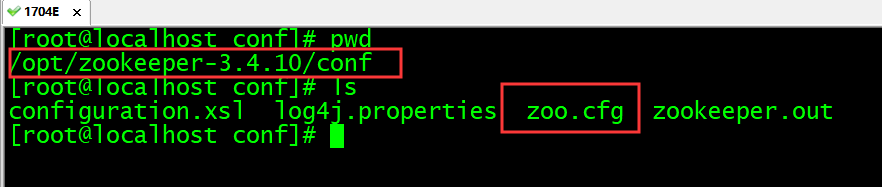 1704E ×
[root@localhost conf]# pwd
/opt/zookeeper-3.4.10/conf
[root@localhost conf]# ls
configuration.xsl  log4j.properties  zoo.cfg  zookeeper.out
[root@localhost conf]#